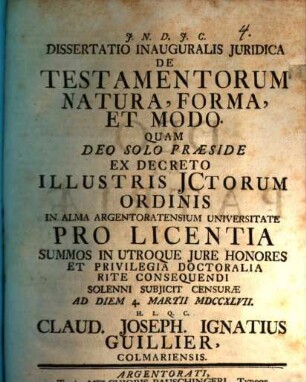 J. N. D. J. C.
4.
DISSERTATIO INAUGURALIS JURIDICA
DE
TESTAMENTORUM
NATURA, FORMA,
ET MODO.
QUAM
DEO SOLO PRÆSIDE
EX DECRETO
ILLUSTRIS JCTORUM
ORDINIS
IN ALMA ARGENTORATENSIUM UNIVERSITATE
PRO LICENTIA
SUMMOS IN UTROQUE JURE HONORES
ET PRIVILEGIA DOCTORALIA
RITE CONSEQUENDI
SOLENNI SUBJICIT CENSURÆ
AD DIEM 4. MARTII MDCCXLVII.
H. L. Q. C.
CLAUD. JOSEPH. IGNATIUS
GUILLIER,
COLMARIENSIS.
ARGENTORATI,
MELCHIORIS PAUSCHINGERI,